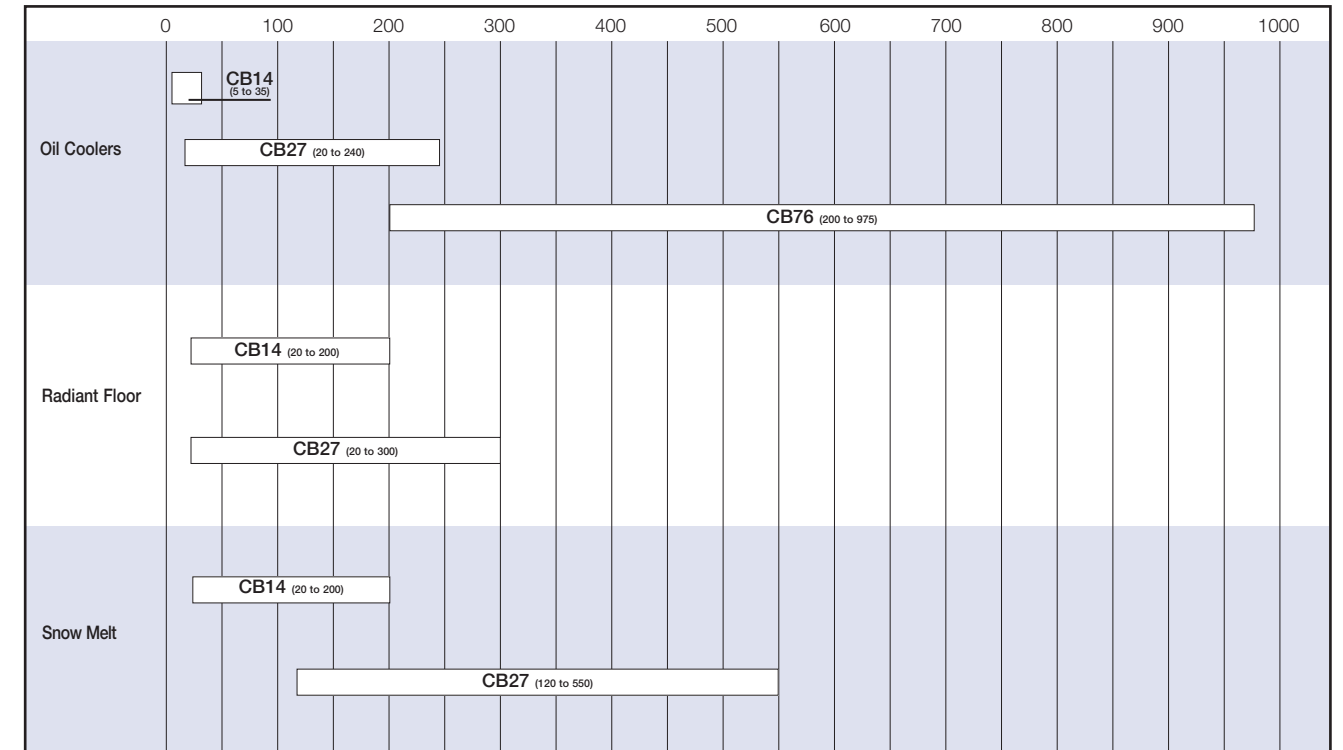 0 100 200 300 400 500 600 700 800 900 1000
CB14
(5 to 35)
Oil Coolers
CB27 (20 to 240)
CB76 (200 to 975)
CB14 (20 to 200)
Radiant Floor
CB27 (20 to 300)
CB14 (20 to 200)
Snow Melt
CB27 (120 to 550)